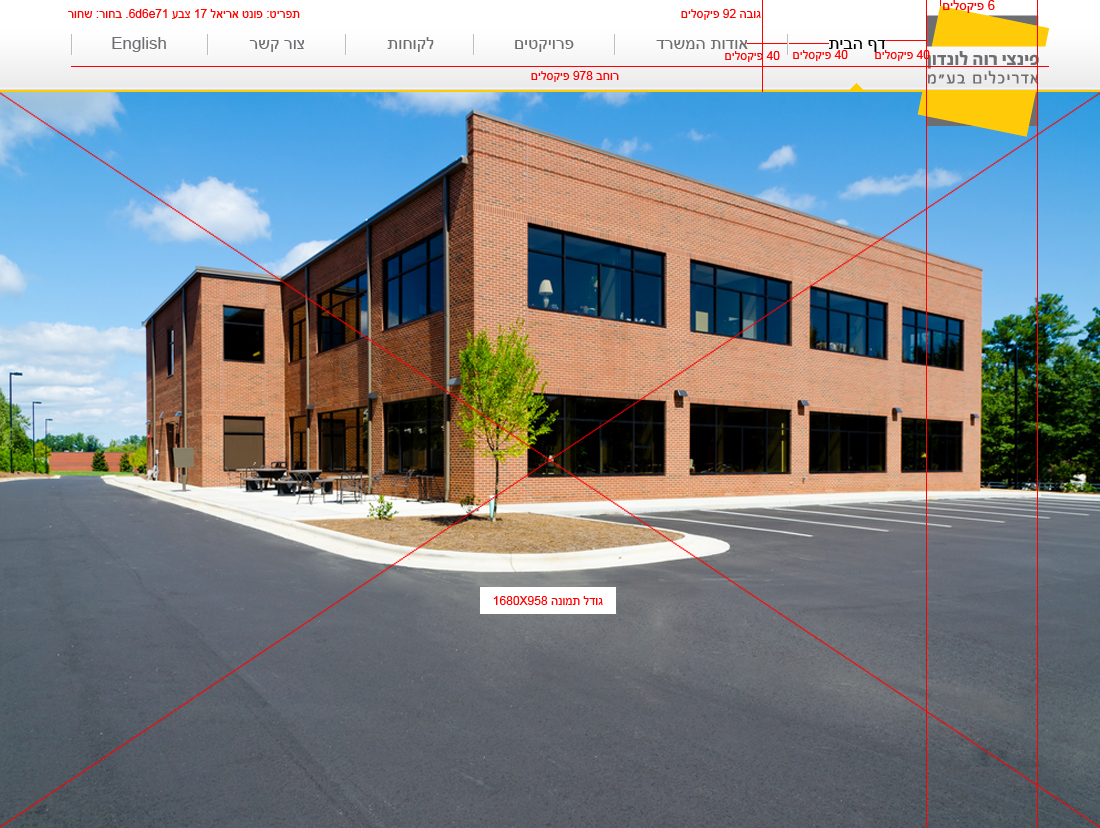 תפריט: פונט אריאל 17 צבע 6d6e71. בחור: שחור
גובה 92 פיקסלים
6 פיקסלים
דף הבית
אודות המשרד
פרויקטים
לקוחות
צור קשר
English
40 פיקסלים
40 פיקסלים
40 פיקסלים
פינצי רוה לונדון
אדריכלים בע״מ
רוחב 978 פיקסלים
גודל תמונה 1680X958